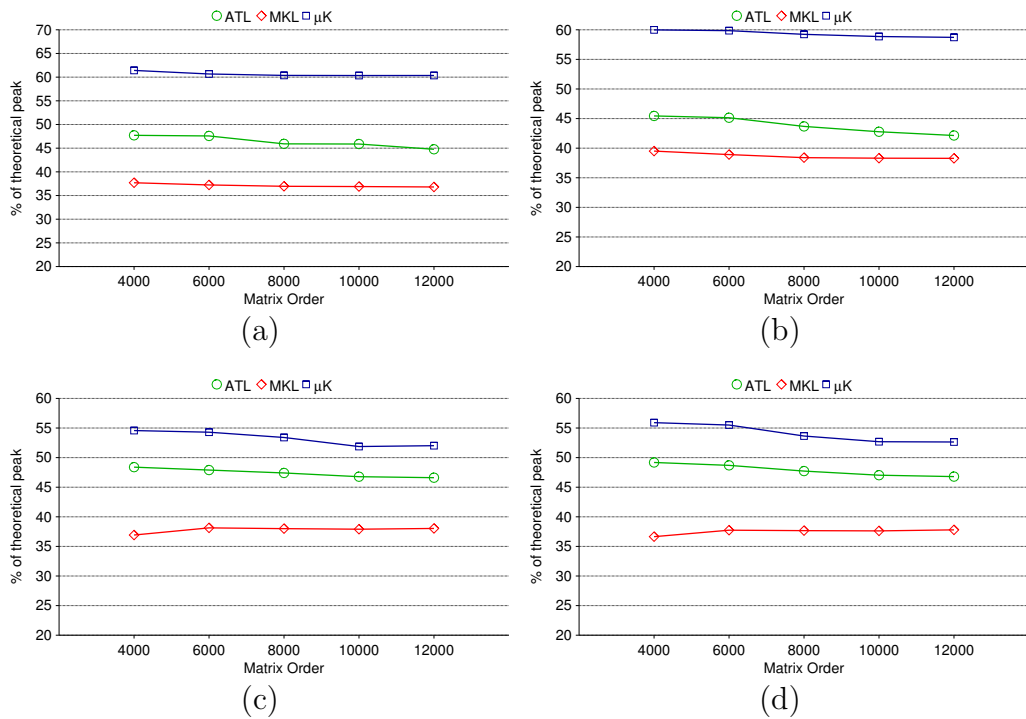 ATL MKL μK
% of theoretical peak
70
65
60
55
50
45
40
35
30
25
20
4000 6000 8000 10000 12000
Matrix Order
(a)
ATL MKL μK
% of theoretical peak
60
55
50
45
40
35
30
25
20
4000 6000 8000 10000 12000
Matrix Order
(b)
ATL MKL μK
% of theoretical peak
60
55
50
45
40
35
30
25
20
4000 6000 8000 10000 12000
Matrix Order
(c)
ATL MKL μK
% of theoretical peak
60
55
50
45
40
35
30
25
20
4000 6000 8000 10000 12000
Matrix Order
(d)